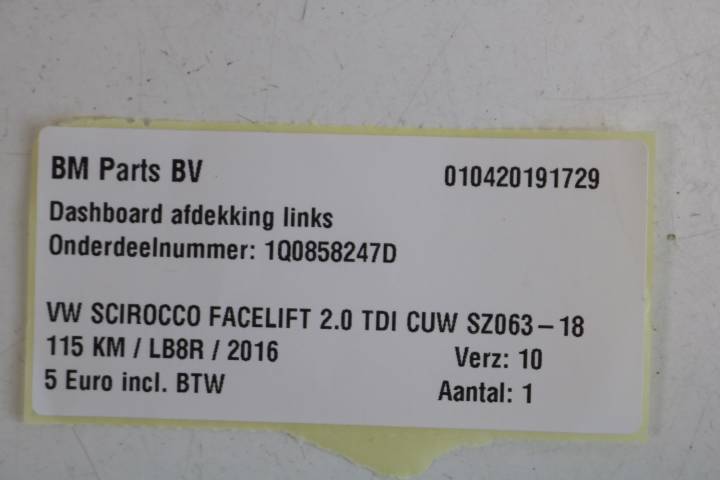 BM Parts BV 010420191729
Dashboard afdekking links
Onderdeelnummer: 1Q0858247D
VW SCIROCCO FACELIFT 2.0 TDI CUW SZ063-18
115 KM / LB8R / 2016 Verz: 10
5 Euro incl. BTW Aantal: 1